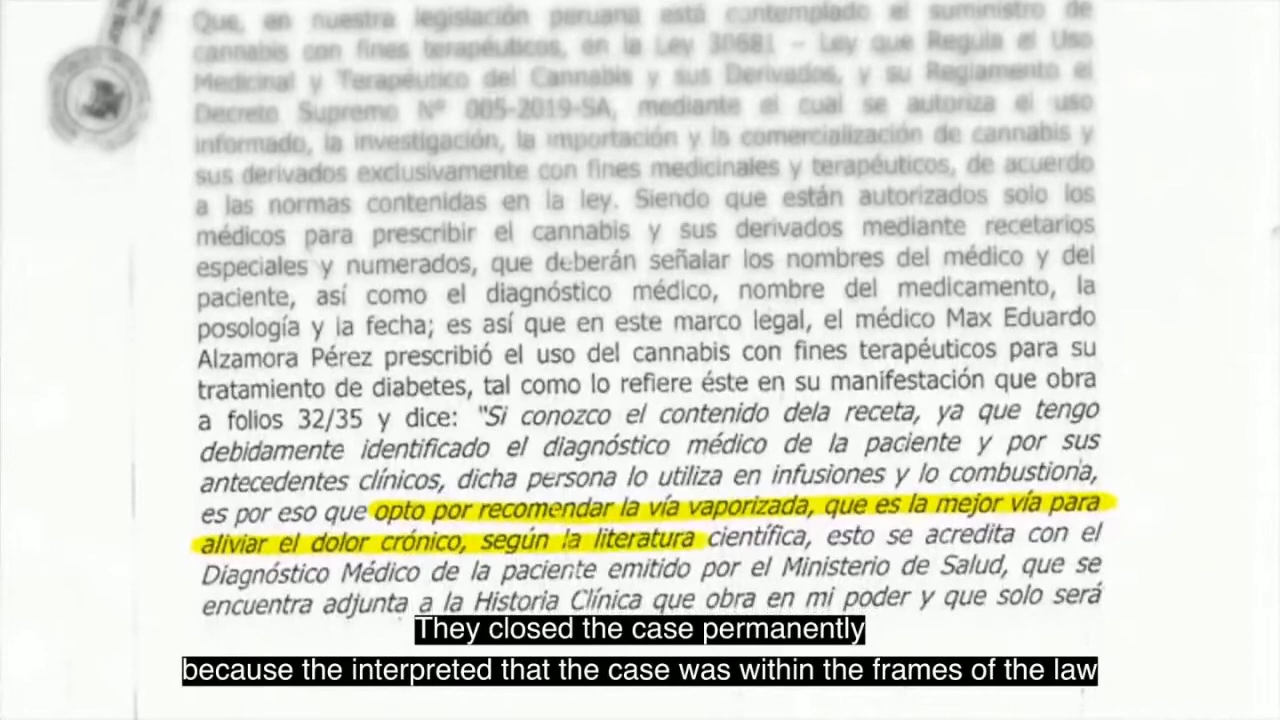 Que, en nuestra legislación peruana está contemplado el suministro de
cannabis con fines terapéuticos, en la Ley 30681 – Ley que Regula el Uso
Medicinal y Terapéutico del Cannabis y sus Derivados, y su Reglamento el
Decreto Supremo Nº 005-2019-SA, mediante el cual se autoriza el uso
informado, la investigación, la importación y la comercialización de cannabis y
sus derivados exclusivamente con fines medicinales y terapéuticos, de acuerdo
a las normas contenidas en la ley. Siendo que están autorizados solo los
médicos para prescribir el cannabis y sus derivados mediante recetarios
especiales y numerados, que deberán señalar los nombres del médico y del
paciente, así como el diagnóstico médico, nombre del medicamento, la
posología y la fecha; es así que en este marco legal, el médico Max Eduardo
Alzamora Pérez prescribió el uso del cannabis con fines terapéuticos para su
tratamiento de diabetes, tal como lo refiere éste en su manifestación que obra
a folios 32/35 y dice: "Si conozco el contenido dela receta, ya que tengo
debidamente identificado el diagnóstico médico de la paciente y por sus
antecedentes clínicos, dicha persona lo utiliza en infusiones y lo combustiona,
es por eso que opto por recomendar la vía vaporizada, que es la mejor vía para
aliviar el dolor crónico, según la literatura científica, esto se acredita con el
Diagnóstico Médico de la paciente emitido por el Ministerio de Salud, que se
encuentra adjunta a la Historia Clínica que obra en mi poder y que solo será
They closed the case permanently
because the interpreted that the case was within the frames of the law